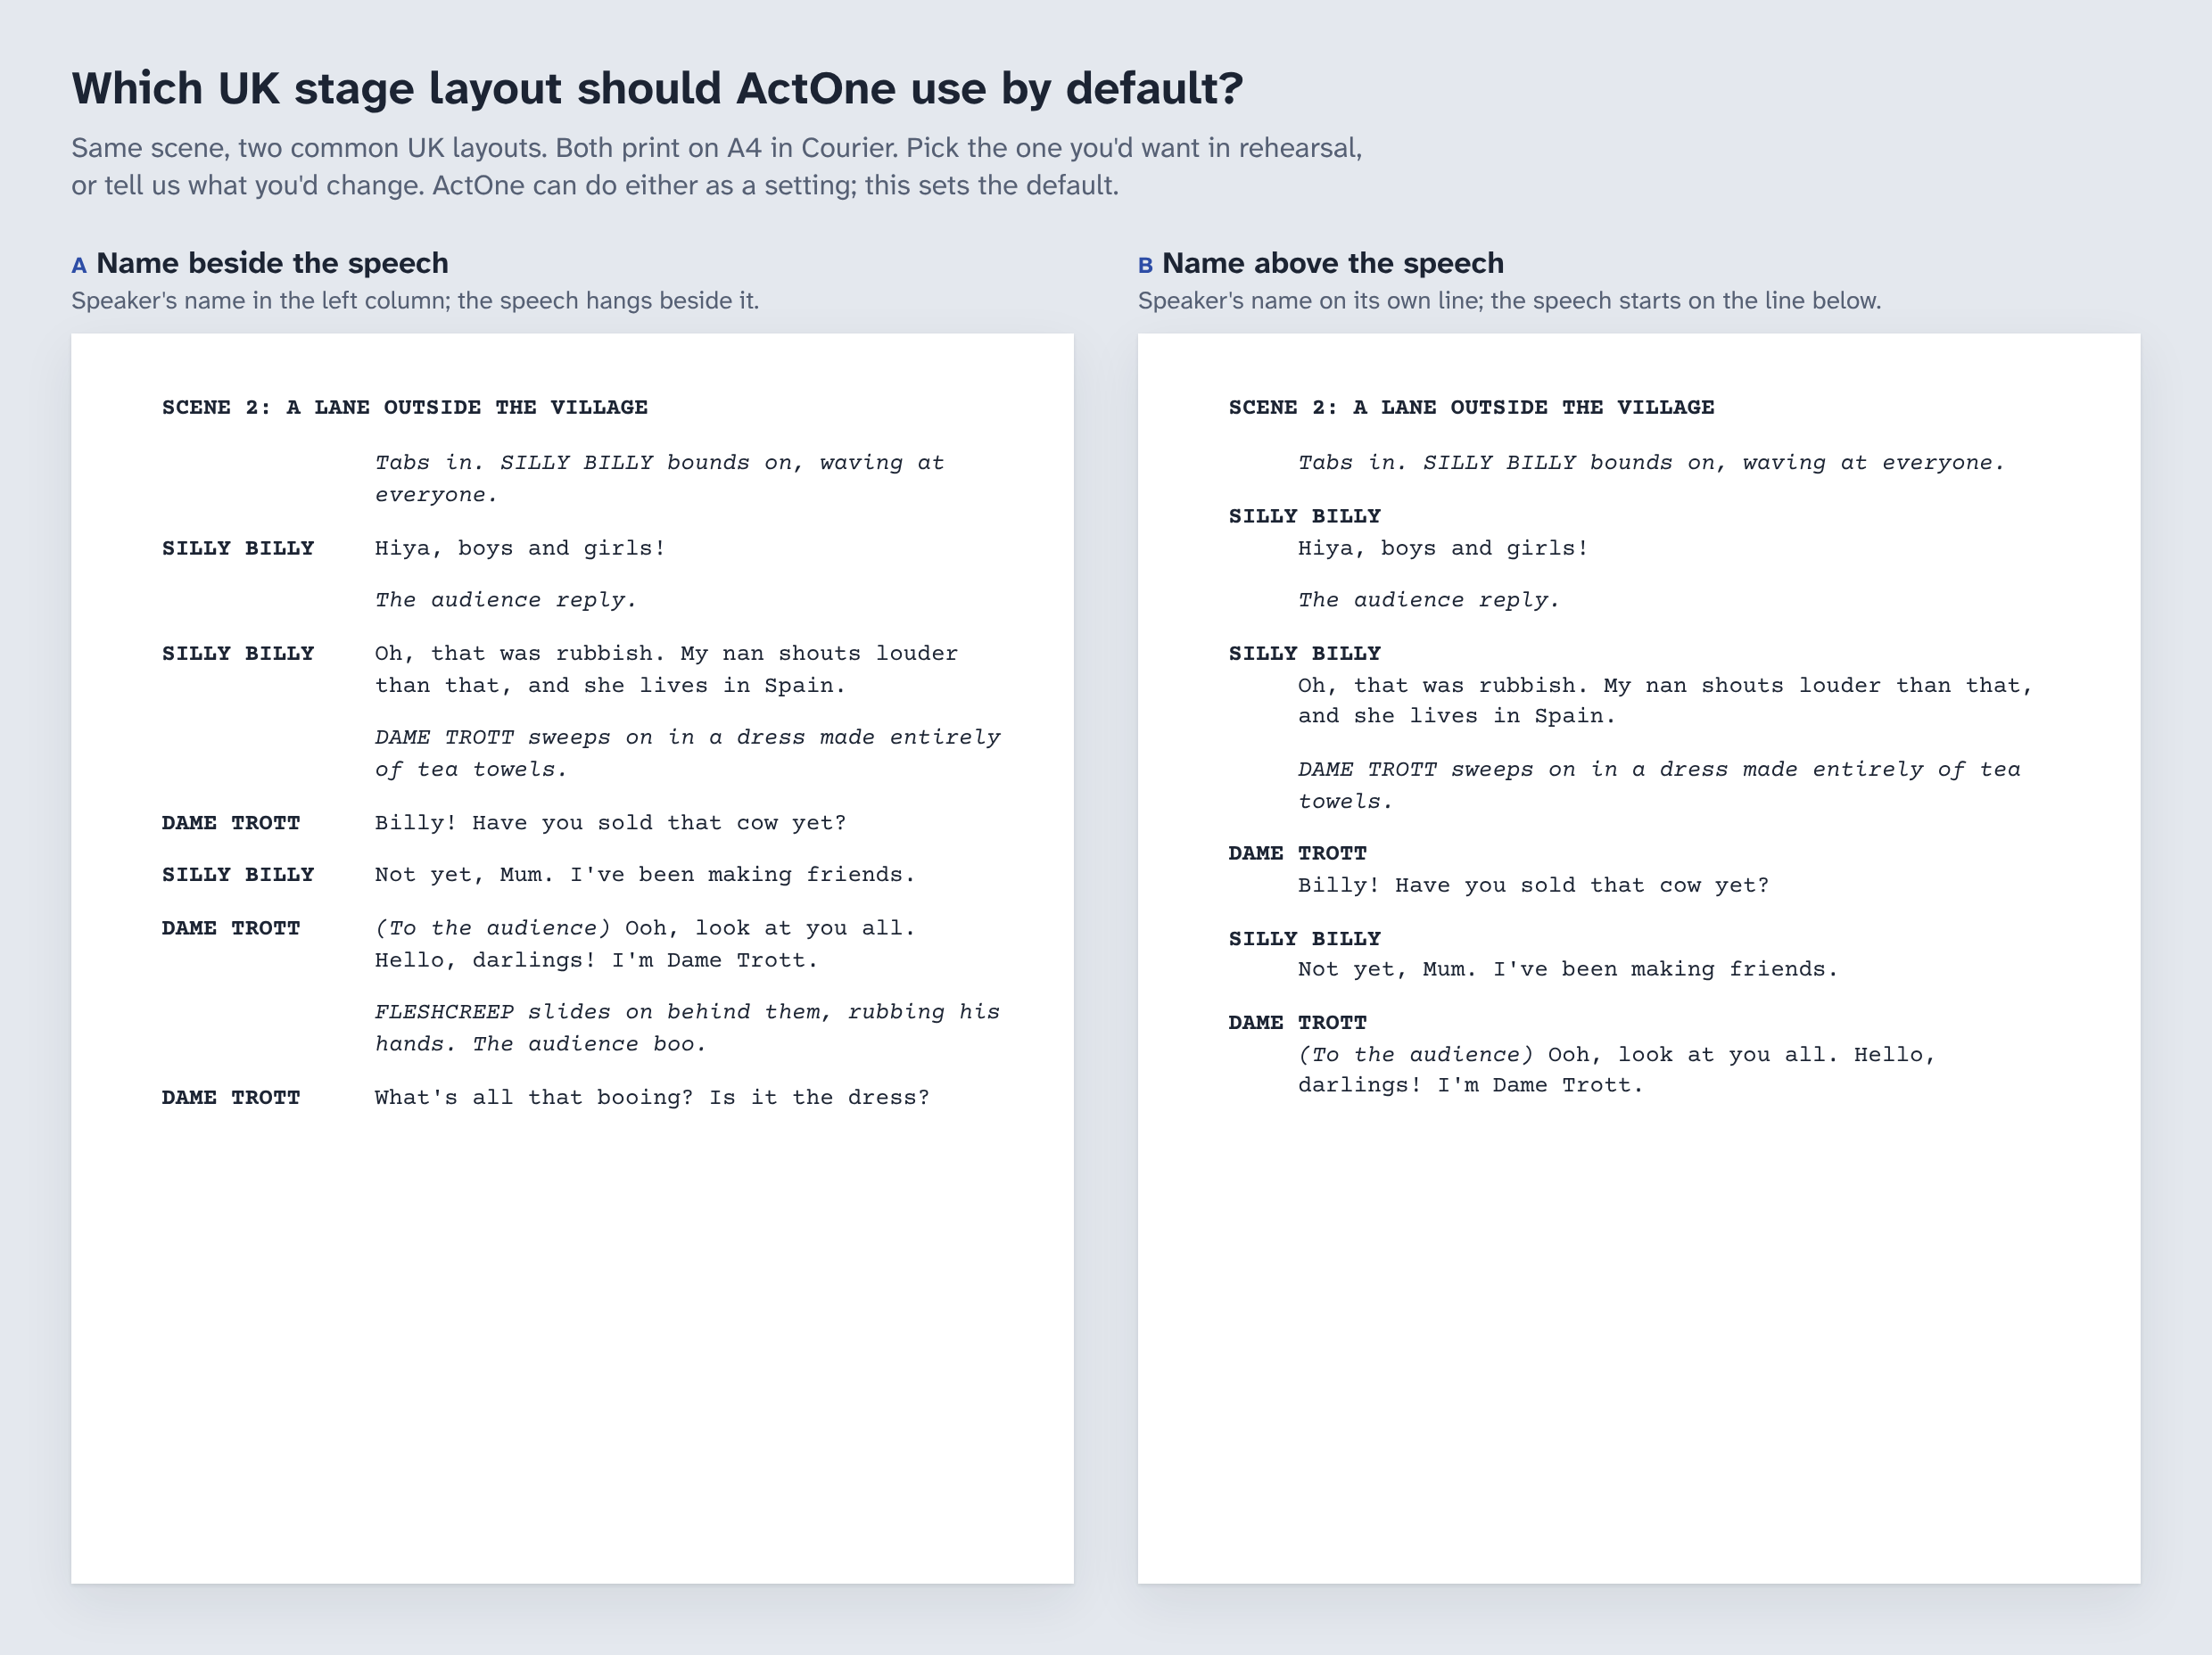 Which UK stage layout should ActOne use by default?
Same scene, two common UK layouts. Both print on A4 in Courier. Pick the one you'd want in rehearsal,
or tell us what you'd change. ActOne can do either as a setting; this sets the default.
A Name beside the speech
Speaker's name in the left column; the speech hangs beside it.
SCENE 2: A LANE OUTSIDE THE VILLAGE
Tabs in. SILLY BILLY bounds on, waving at
everyone.
SILLY BILLY Hiya, boys and girls!
The audience reply.
SILLY BILLY Oh, that was rubbish. My nan shouts louder
than that, and she lives in Spain.
DAME TROTT sweeps on in a dress made entirely
of tea towels.
DAME TROTT Billy! Have you sold that cow yet?
SILLY BILLY Not yet, Mum. I've been making friends.
DAME TROTT (To the audience) Ooh, look at you all.
Hello, darlings! I'm Dame Trott.
FLESHCREEP slides on behind them, rubbing his
hands. The audience boo.
DAME TROTT What's all that booing? Is it the dress?
B Name above the speech
Speaker's name on its own line; the speech starts on the line below.
SCENE 2: A LANE OUTSIDE THE VILLAGE
Tabs in. SILLY BILLY bounds on, waving at everyone.
SILLY BILLY
Hiya, boys and girls!
The audience reply.
SILLY BILLY
Oh, that was rubbish. My nan shouts louder than that,
and she lives in Spain.
DAME TROTT sweeps on in a dress made entirely of tea
towels.
DAME TROTT
Billy! Have you sold that cow yet?
SILLY BILLY
Not yet, Mum. I've been making friends.
DAME TROTT
(To the audience) Ooh, look at you all. Hello,
darlings! I'm Dame Trott.